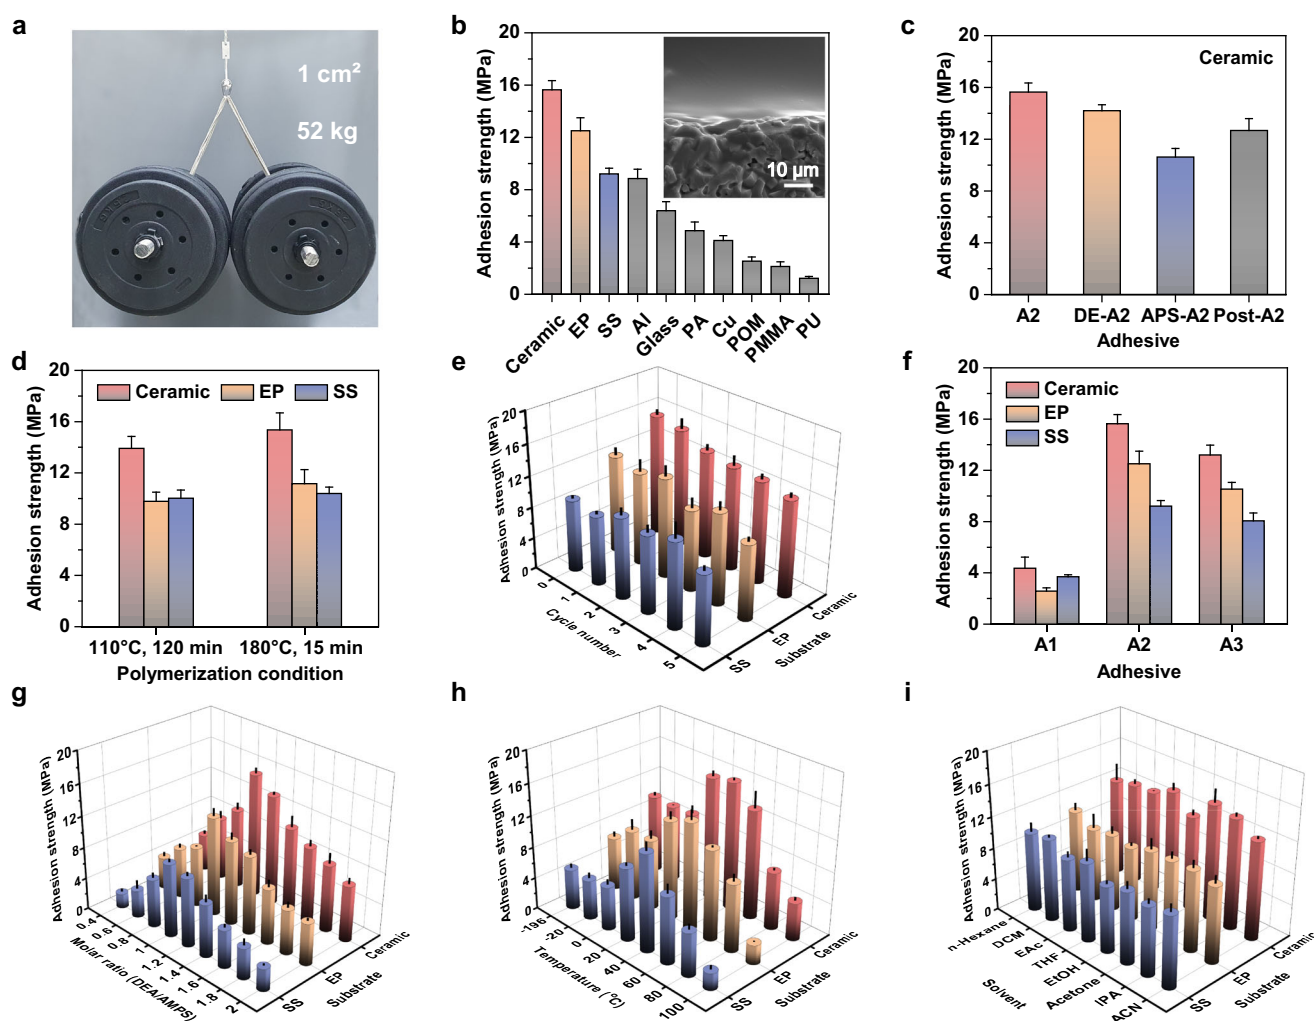 a
1 cm²
52 kg
b
Adhesion strength (MPa)
20
16
12
8
4
0
10 μm
Ceramic
EP
SS
Al
Glass
PA
Cu
POM
PMMA
PU
c
Adhesion strength (MPa)
20
16
12
8
4
0
Ceramic
A2 DE-A2 APS-A2 Post-A2
Adhesive
d
Adhesion strength (MPa)
20
16
12
8
4
0
Ceramic EP SS
110°C, 120 min 180°C, 15 min
Polymerization condition
e
Adhesion strength (MPa)
20
16
12
8
4
0
0
1
2
3
4
5
Cycle number
SS
EP
Ceramic
Substrate
f
Adhesion strength (MPa)
20
16
12
8
4
0
Ceramic
EP
SS
A1 A2 A3
Adhesive
g
Adhesion strength (MPa)
20
16
12
8
4
0
0.4
0.6
0.8
1
1.2
1.4
1.6
1.8
2
Molar ratio (DEA/AMPS)
SS
EP
Ceramic
Substrate
h
Adhesion strength (MPa)
20
16
12
8
4
0
-196
-20
0
20
40
60
80
100
Temperature (°C)
SS
EP
Ceramic
Substrate
i
Adhesion strength (MPa)
20
16
12
8
4
0
n-Hexane
DCM
EAc
THF
EtOH
Acetone
IPA
ACN
Solvent
SS
EP
Ceramic
Substrate